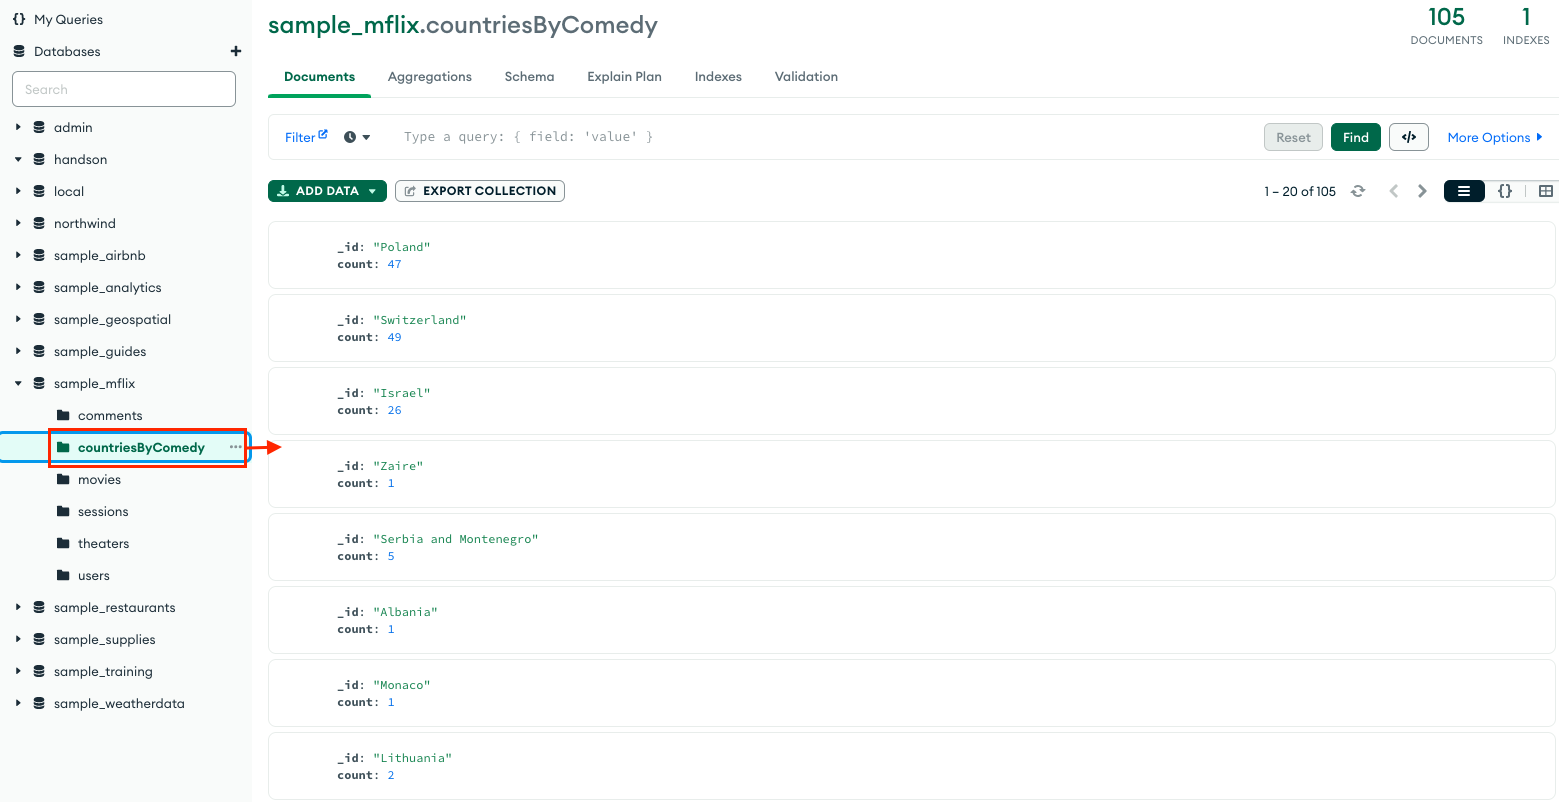 {} My Queries
Databases
Search
admin
handson
local
northwind
sample_airbnb
sample_analytics
sample_geospatial
sample_guides
sample_mflix
comments
countriesByComedy
movies
sessions
theaters
users
sample_restaurants
sample_supplies
sample_training
sample_weatherdata
sample_mflix.countriesByComedy
105
DOCUMENTS
1
INDEXES
Documents Aggregations Schema Explain Plan Indexes Validation
Filter Type a query: { field: 'value' } Reset Find </> More Options
ADD DATA EXPORT COLLECTION 1 – 20 of 105 {}
_id: "Poland"
count: 47
_id: "Switzerland"
count: 49
_id: "Israel"
count: 26
_id: "Zaire"
count: 1
_id: "Serbia and Montenegro"
count: 5
_id: "Albania"
count: 1
_id: "Monaco"
count: 1
_id: "Lithuania"
count: 2